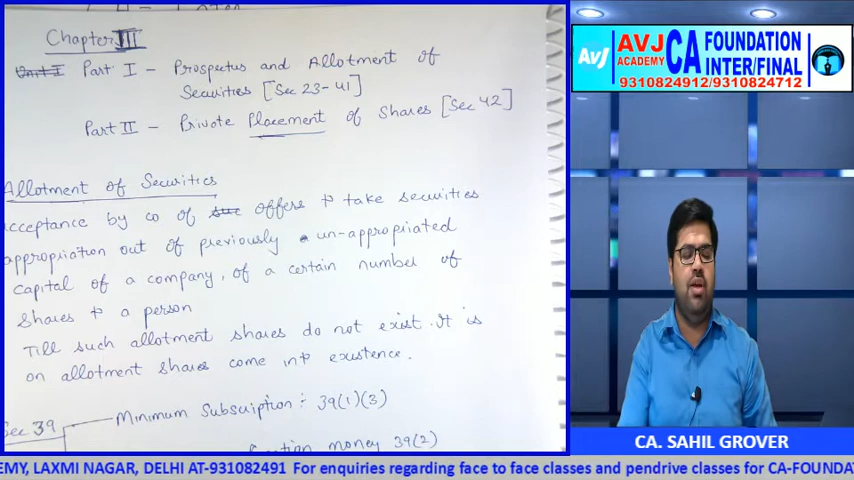 Chapter III
Unit I Part I - Prospectus and Allotment of
Securities [Sec 23-41]
Part II - Private Placement of Shares [Sec 42]
Allotment of Securities
acceptance by co of offers to take securities
appropriation out of previously un-appropriated
capital of a company, of a certain number of
Shares to a person
Till such allotment shares do not exist. It is
on allotment shares come into existence.
Sec 39
Minimum Subscription :- 39(1)(3)
money 39(2)
AVJ
AVJ
ACADEMY
CA FOUNDATION
INTER/FINAL
9310824912/9310824712
CA. SAHIL GROVER
EMY, LAXMI NAGAR, DELHI AT-931082491 For enquiries regarding face to face classes and pendrive classes for CA-FOUNDA